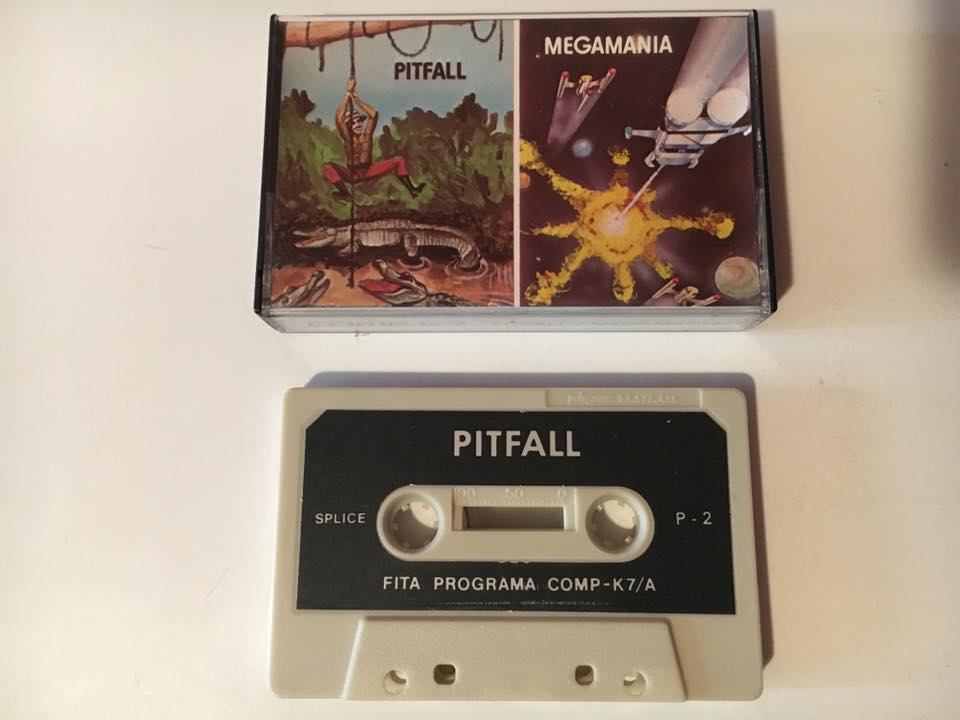 PITFALL
MEGAMANIA
PITFALL
100 50 0
SPLICE
P-2
FITA PROGRAMA COMP-K7/A